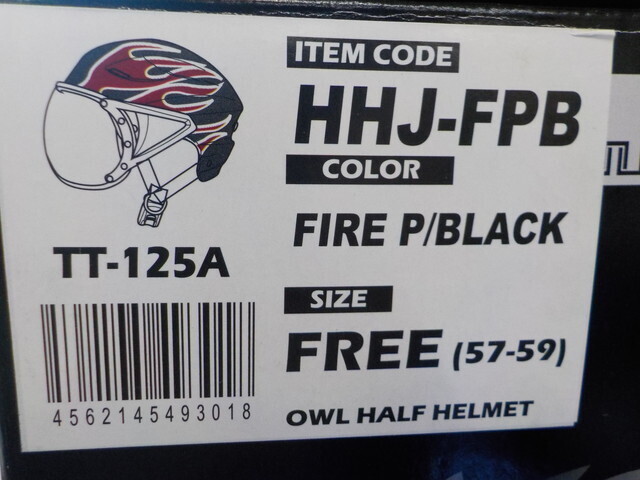 ITEM CODE
HHJ-FPB
COLOR
FIRE P/BLACK
TT-125A
SIZE
FREE (57-59)
4562145493018
OWL HALF HELMET